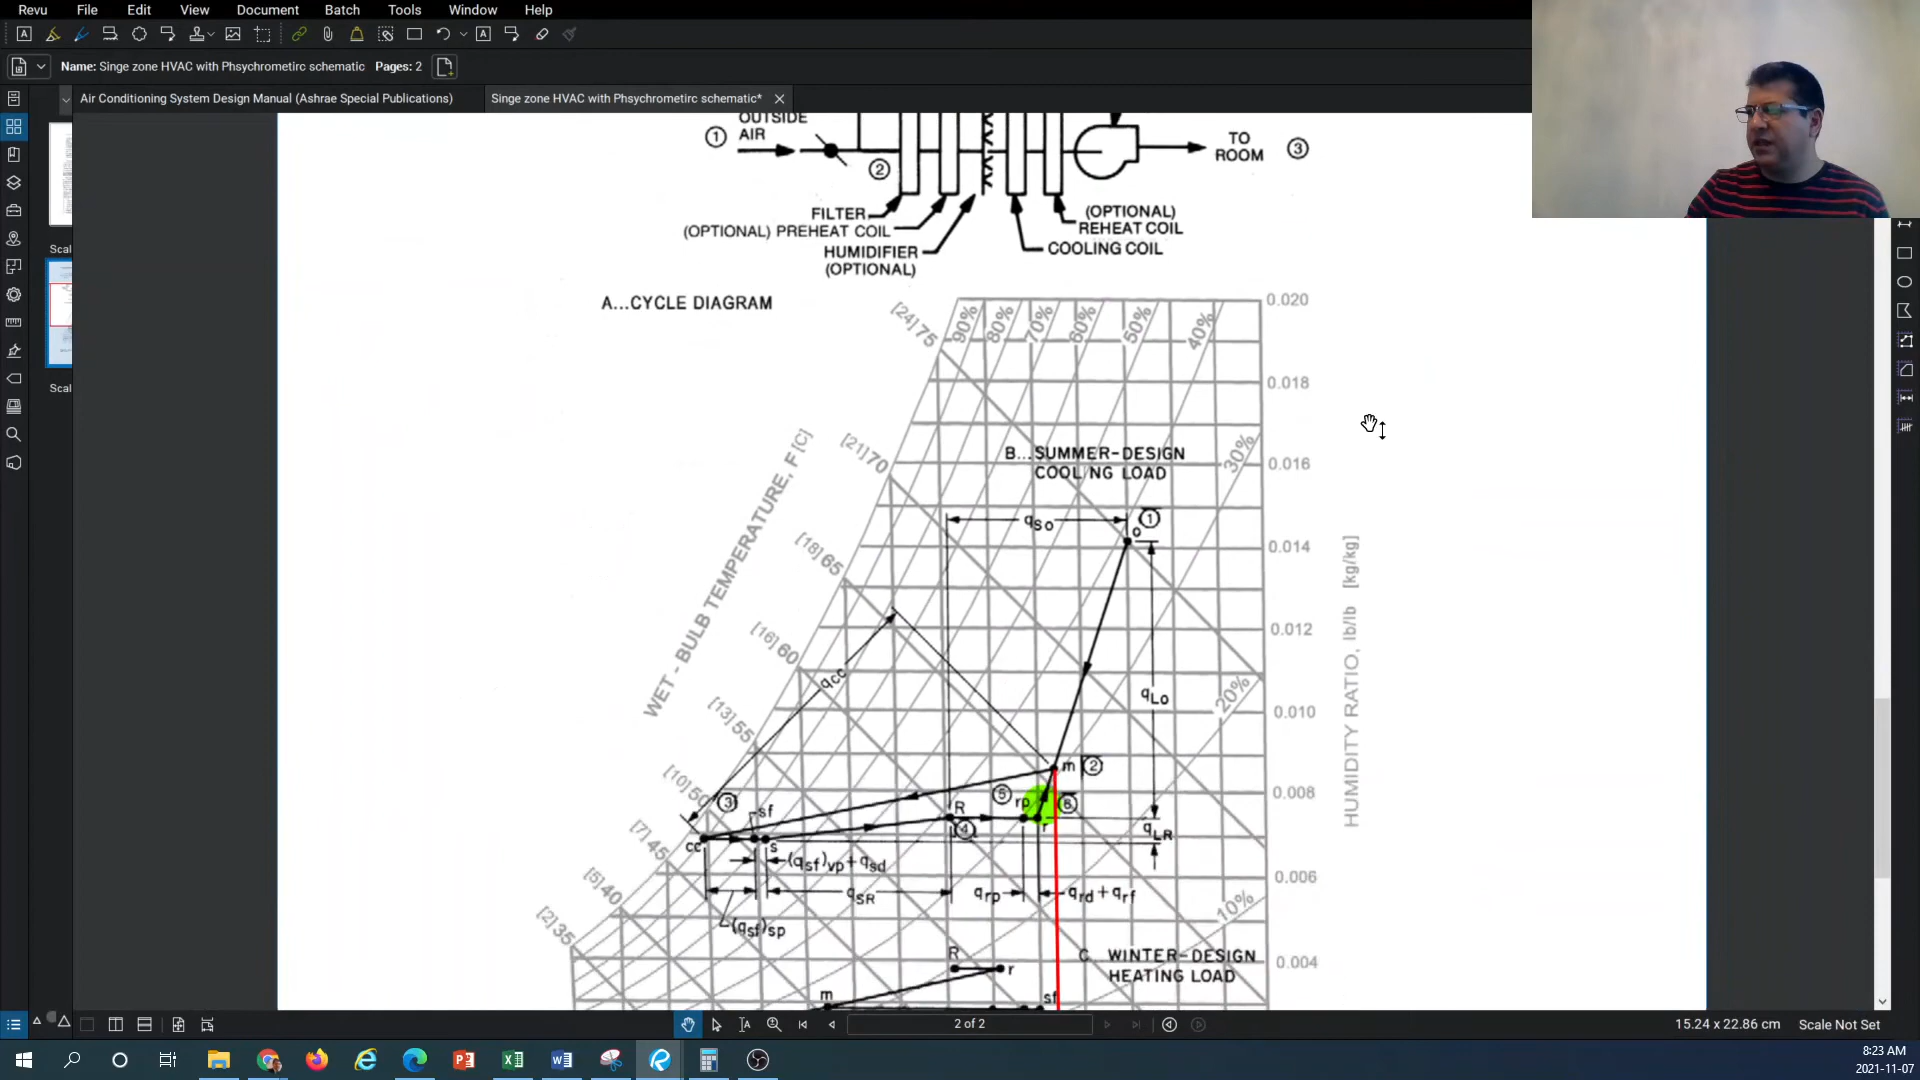 Revu File Edit View Document Batch Tools Window Help
Name: Singe zone HVAC with Phsychrometirc schematic Pages: 2
Air Conditioning System Design Manual (Ashrae Special Publications)
Singe zone HVAC with Phsychrometirc schematic*
Scal
Scal
OUTSIDE
AIR
①
②
TO
ROOM
③
FILTER
(OPTIONAL) PREHEAT COIL
HUMIDIFIER
(OPTIONAL)
(OPTIONAL)
REHEAT COIL
COOLING COIL
A...CYCLE DIAGRAM
[24] 75
90% 80% 70% 60% 50% 40%
0.020
0.018
[21] 70
B...SUMMER-DESIGN
COOLING LOAD
30%
0.016
WET - BULB TEMPERATURE, F [C]
qSo
①
o
[18] 65
0.014
HUMIDITY RATIO, lb/lb [kg/kg]
[16] 60
0.012
qcc
qLo
20%
[13] 55
0.010
m ②
[10] 50
③
sf
⑤ rp
⑥
0.008
R
④
r
qLR
[7] 45
cc
s
(qsf)vp + qsd
[5] 40
qSR
qrp
qrd + qrf
0.006
10%
(qsf)sp
[2] 35
R
r
C WINTER-DESIGN
HEATING LOAD
0.004
m
sf
2 of 2
15.24 x 22.86 cm
Scale Not Set
8:23 AM
2021-11-07